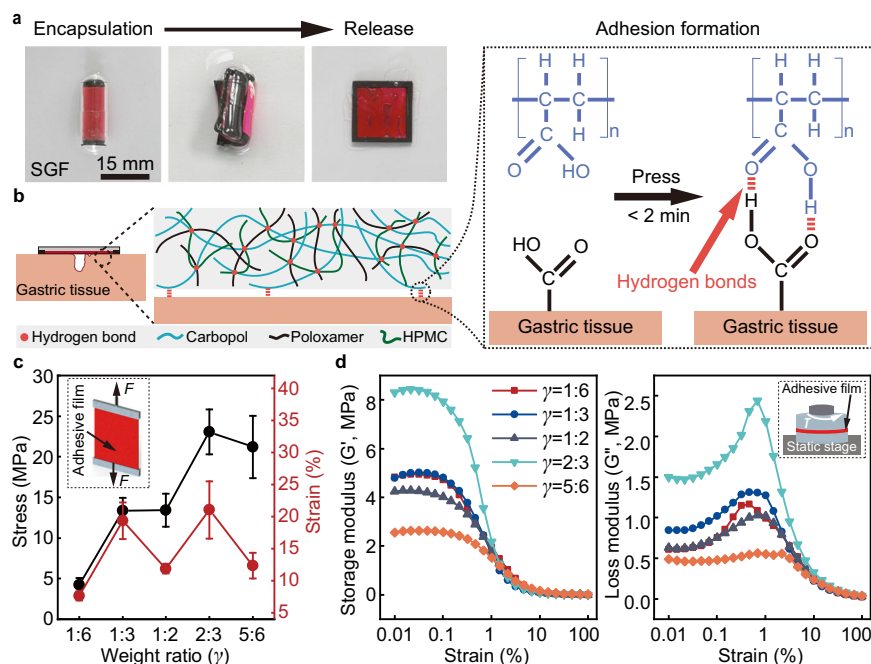 a
Encapsulation
Release
SGF
15 mm
b
Gastric tissue
Hydrogen bond
Carbopol
Poloxamer
HPMC
Adhesion formation
H
H
C
C
H
n
O
HO
Press
< 2 min
HO
O
C
Gastric tissue
H
H
C
C
H
n
C
O
O
H
H
O
O
C
Hydrogen bonds
Gastric tissue
c
Stress (MPa)
30
25
20
15
10
5
0
F
Adhesive film
F
40
35
30
25
20
15
10
5
Strain (%)
1:6
1:3
1:2
2:3
5:6
Weight ratio (γ)
d
Storage modulus (G', MPa)
8
6
4
2
0
γ=1:6
γ=1:3
γ=1:2
γ=2:3
γ=5:6
0.01
0.1
1
10
100
Strain (%)
Loss modulus (G'', MPa)
2.5
2.0
1.5
1.0
0.5
0.0
Adhesive film
Static stage
0.01
0.1
1
10
100
Strain (%)